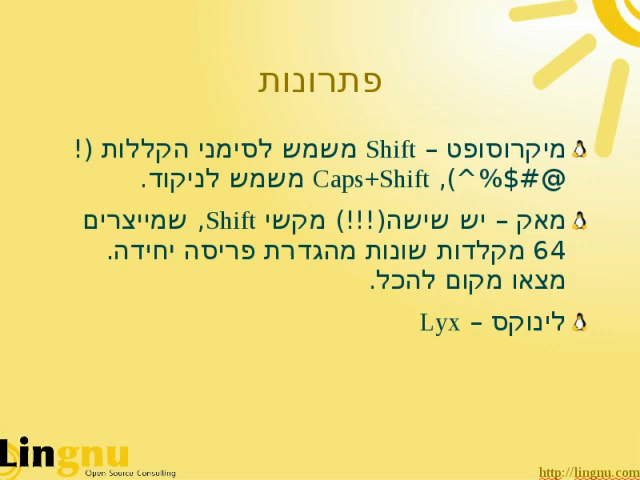 פתרונות
מיקרוסופט – Shift משמש לסימני הקללות (!
@#$%^), Caps+Shift משמש לניקוד.
מאק – יש שישה(!!!) מקשי Shift, שמייצרים
64 מקלדות שונות מהגדרת פריסה יחידה.
מצאו מקום להכל.
לינוקס – Lyx
Lingnu
Open Source Consulting
http://lingnu.com